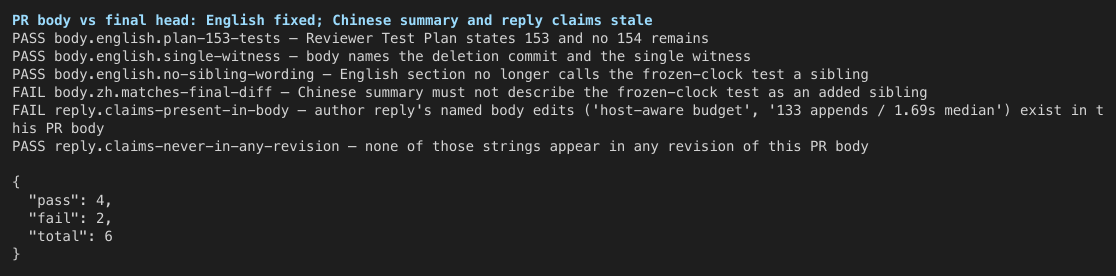 PR body vs final head: English fixed; Chinese summary and reply claims stale
PASS body.english.plan-153-tests — Reviewer Test Plan states 153 and no 154 remains
PASS body.english.single-witness — body names the deletion commit and the single witness
PASS body.english.no-sibling-wording — English section no longer calls the frozen-clock test a sibling
FAIL body.zh.matches-final-diff — Chinese summary must not describe the frozen-clock test as an added sibling
FAIL reply.claims-present-in-body — author reply's named body edits ('host-aware budget', '133 appends / 1.69s median') exist in t
his PR body
PASS reply.claims-never-in-any-revision — none of those strings appear in any revision of this PR body
{
  "pass": 4,
  "fail": 2,
  "total": 6
}